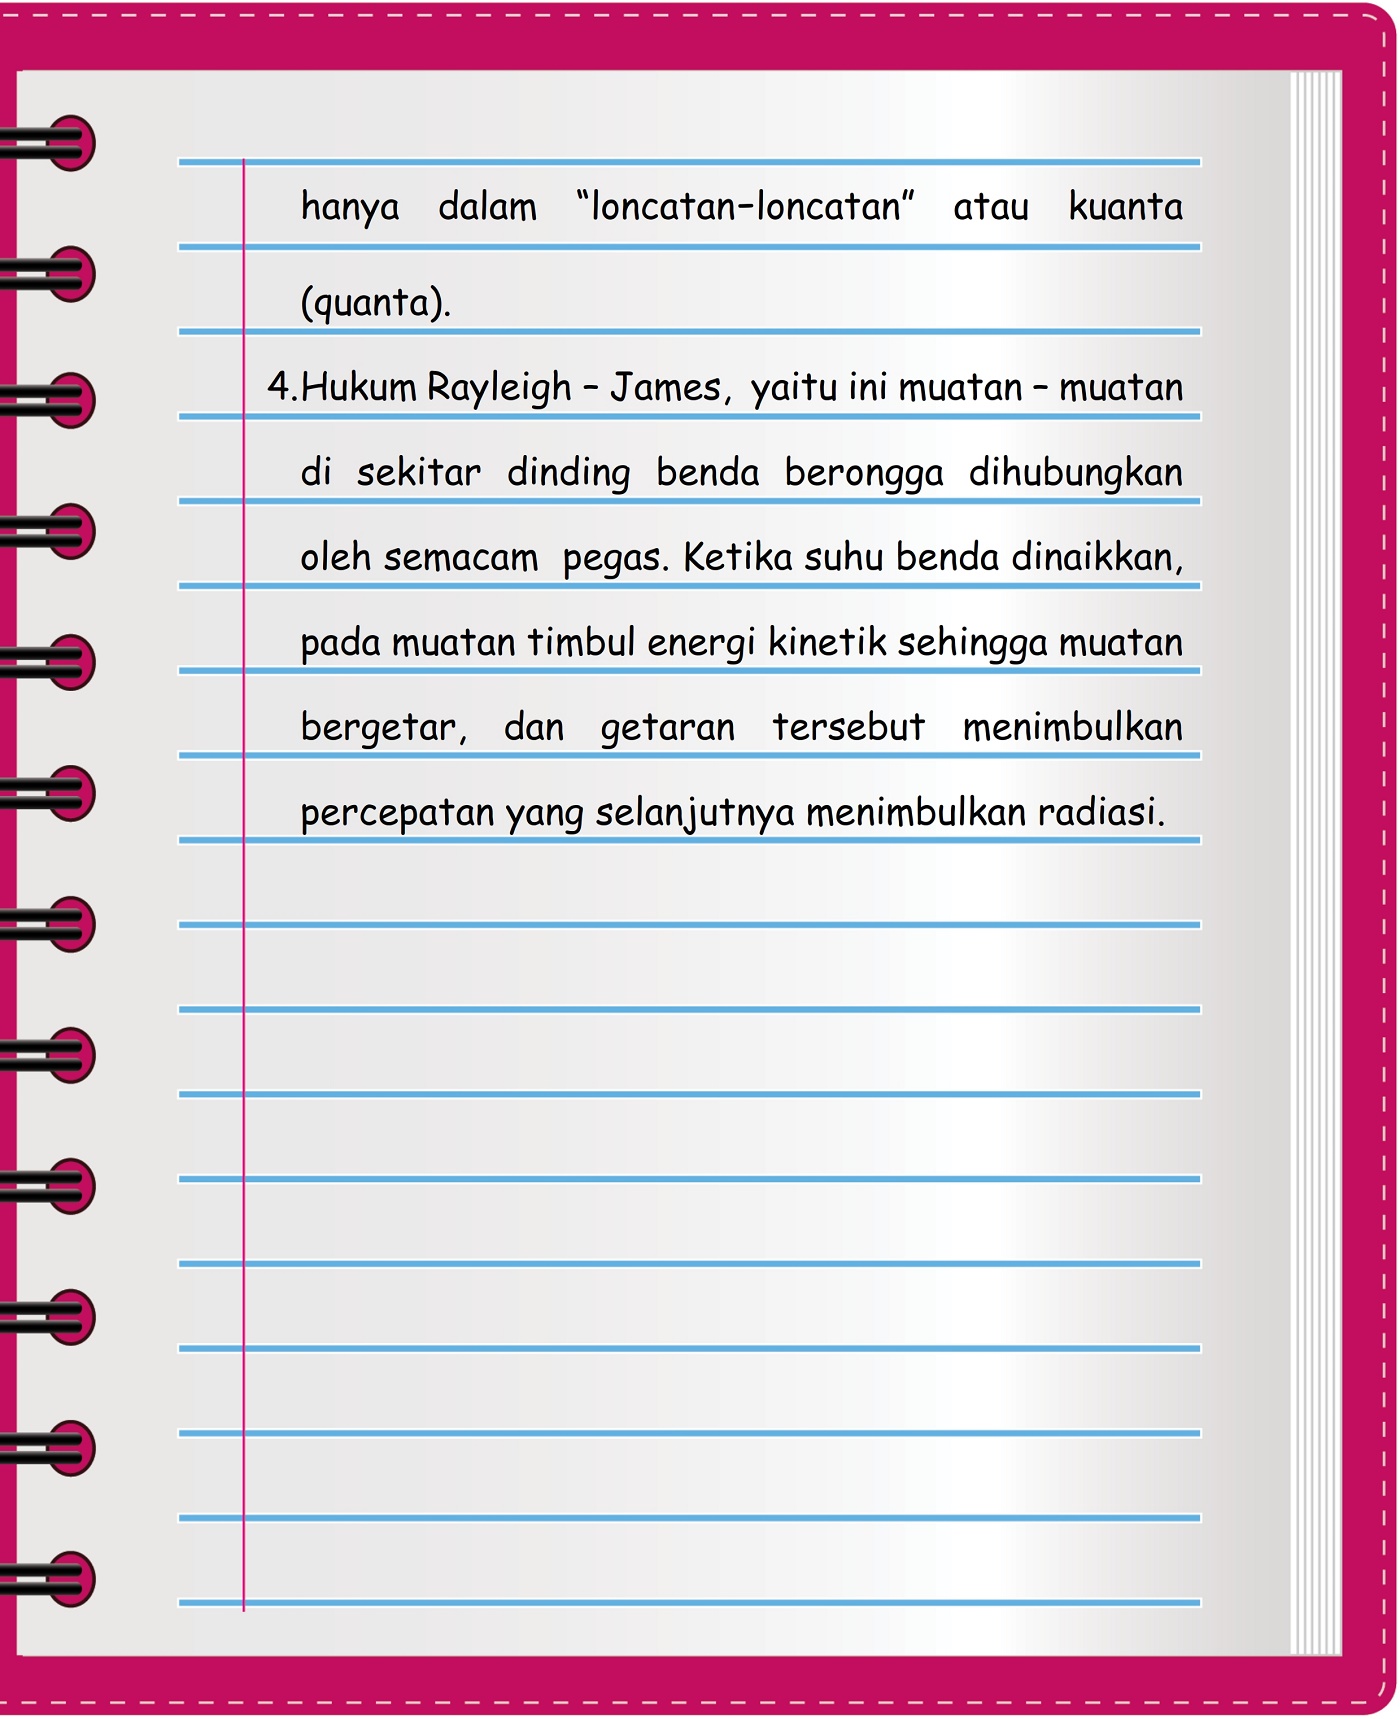 hanya dalam “loncatan-loncatan” atau kuanta
(quanta).
4.Hukum Rayleigh – James, yaitu ini muatan – muatan
di sekitar dinding benda berongga dihubungkan
oleh semacam pegas. Ketika suhu benda dinaikkan,
pada muatan timbul energi kinetik sehingga muatan
bergetar, dan getaran tersebut menimbulkan
percepatan yang selanjutnya menimbulkan radiasi.